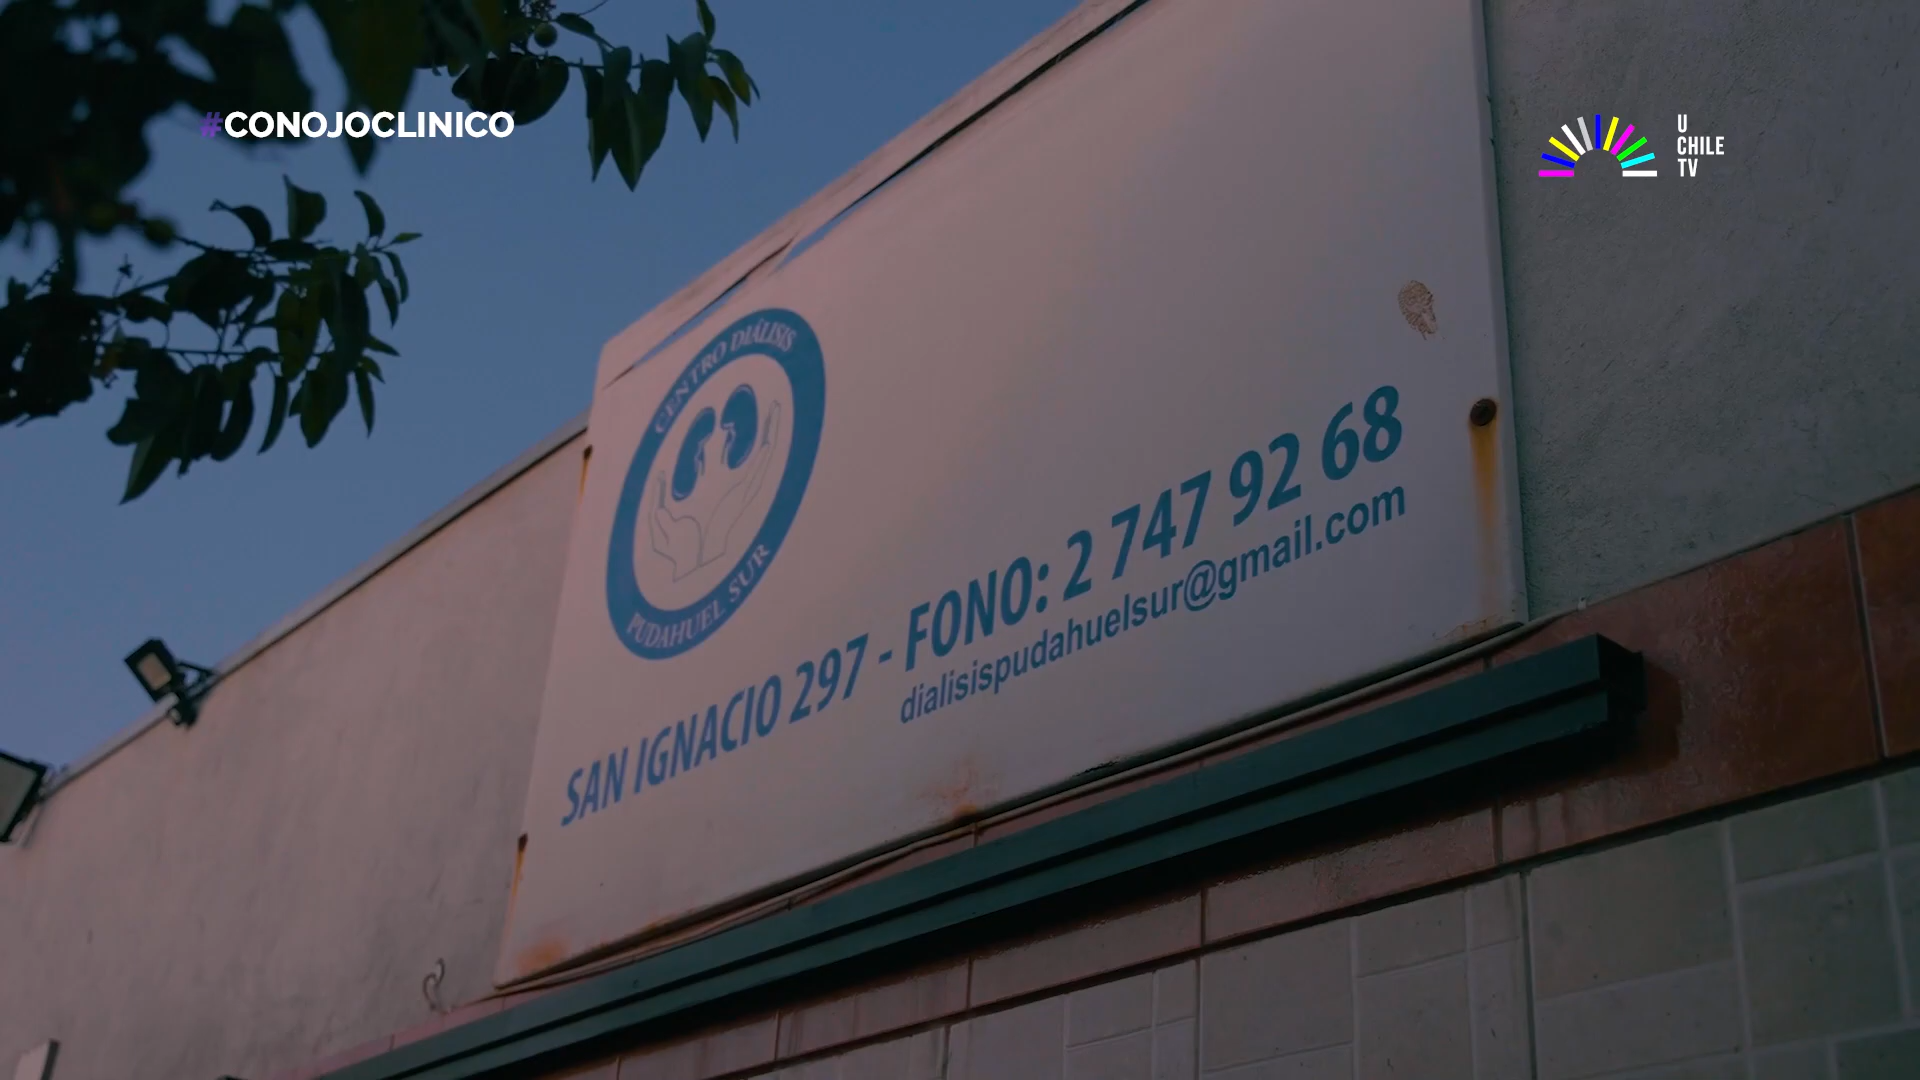 #CONOJOCLINICO
U
CHILE
TV
CENTRO DIÁLISIS
PUDAHUEL SUR
SAN IGNACIO 297 - FONO: 2 747 92 68
dialisispudahuelsur@gmail.com